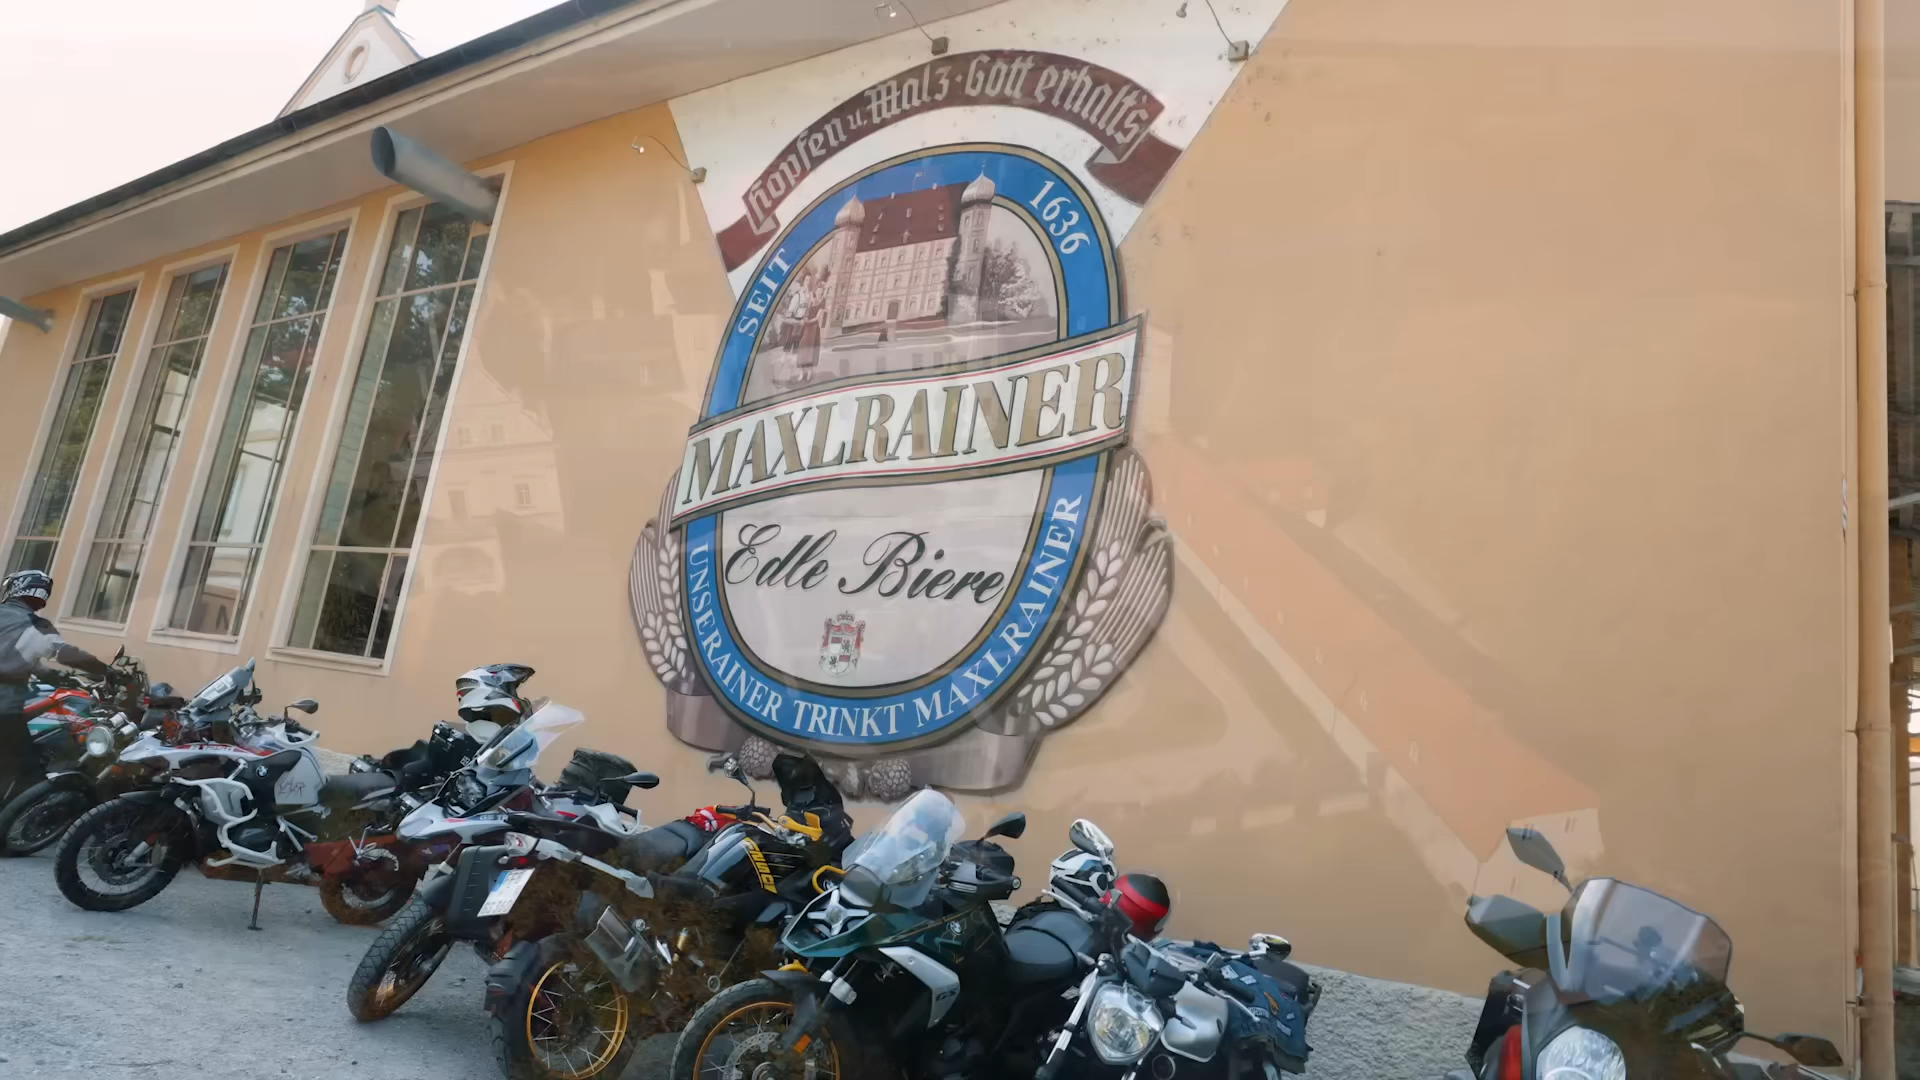 Hopfen u. Malz · Gott erhalt's
SEIT 1636
MAXLRAINER
Edle Biere
UNSERAINER TRINKT MAXLRAINER